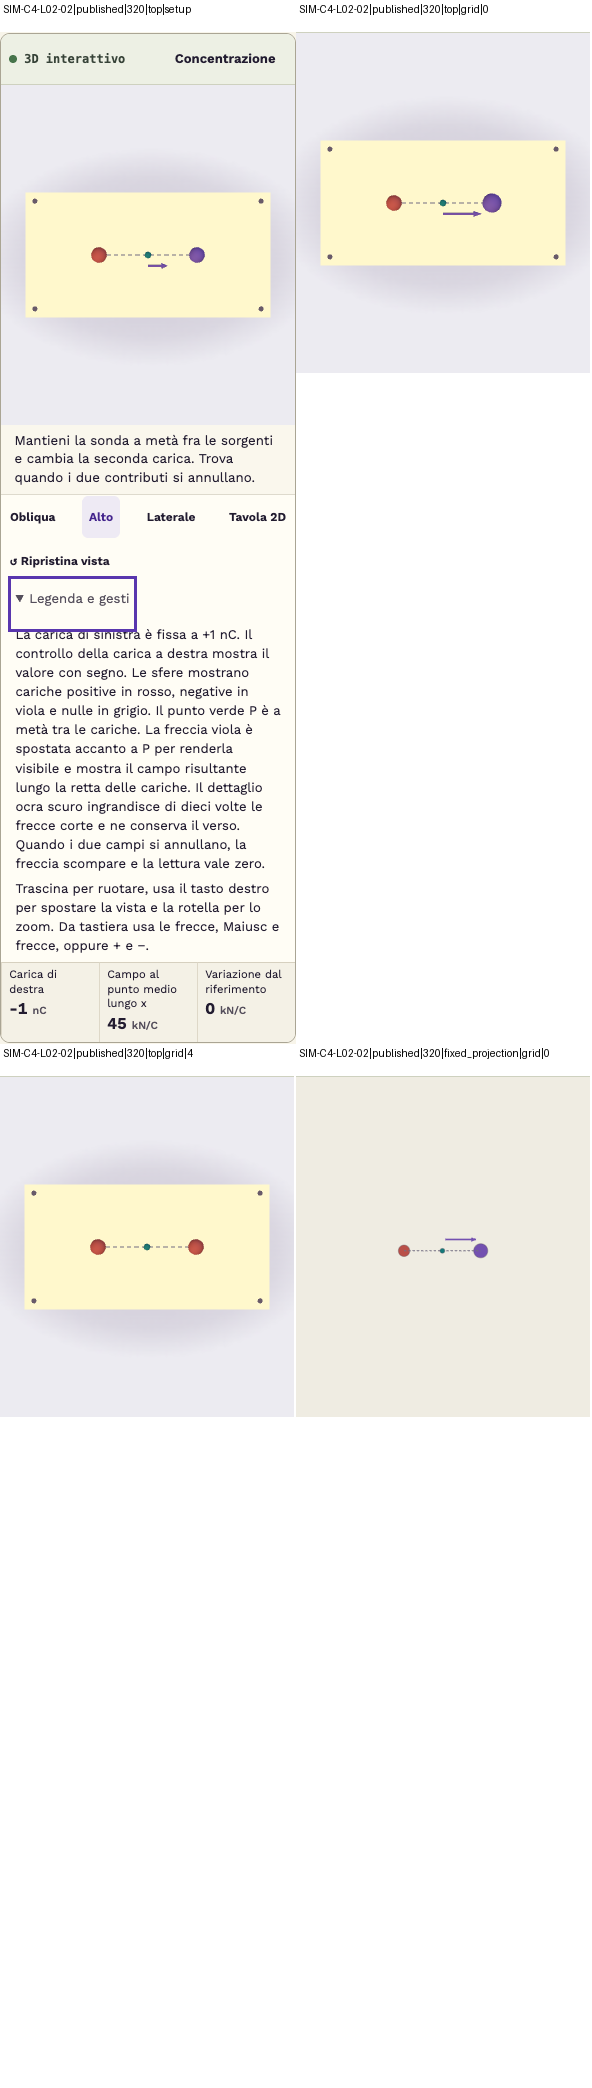 SIM-C4-L02-02|published|320|top|setup
SIM-C4-L02-02|published|320|top|grid|0
3D interattivo
Concentrazione
Mantieni la sonda a metà fra le sorgenti
e cambia la seconda carica. Trova
quando i due contributi si annullano.
Obliqua
Alto
Laterale
Tavola 2D
↺ Ripristina vista
▼ Legenda e gesti
La carica di sinistra è fissa a +1 nC. Il
controllo della carica a destra mostra il
valore con segno. Le sfere mostrano
cariche positive in rosso, negative in
viola e nulle in grigio. Il punto verde P è a
metà tra le cariche. La freccia viola è
spostata accanto a P per renderla
visibile e mostra il campo risultante
lungo la retta delle cariche. Il dettaglio
ocra scuro ingrandisce di dieci volte le
frecce corte e ne conserva il verso.
Quando i due campi si annullano, la
freccia scompare e la lettura vale zero.
Trascina per ruotare, usa il tasto destro
per spostare la vista e la rotella per lo
zoom. Da tastiera usa le frecce, Maiusc e
frecce, oppure + e −.
Carica di
destra
-1 nC
Campo al
punto medio
lungo x
45 kN/C
Variazione dal
riferimento
0 kN/C
SIM-C4-L02-02|published|320|top|grid|4
SIM-C4-L02-02|published|320|fixed_projection|grid|0